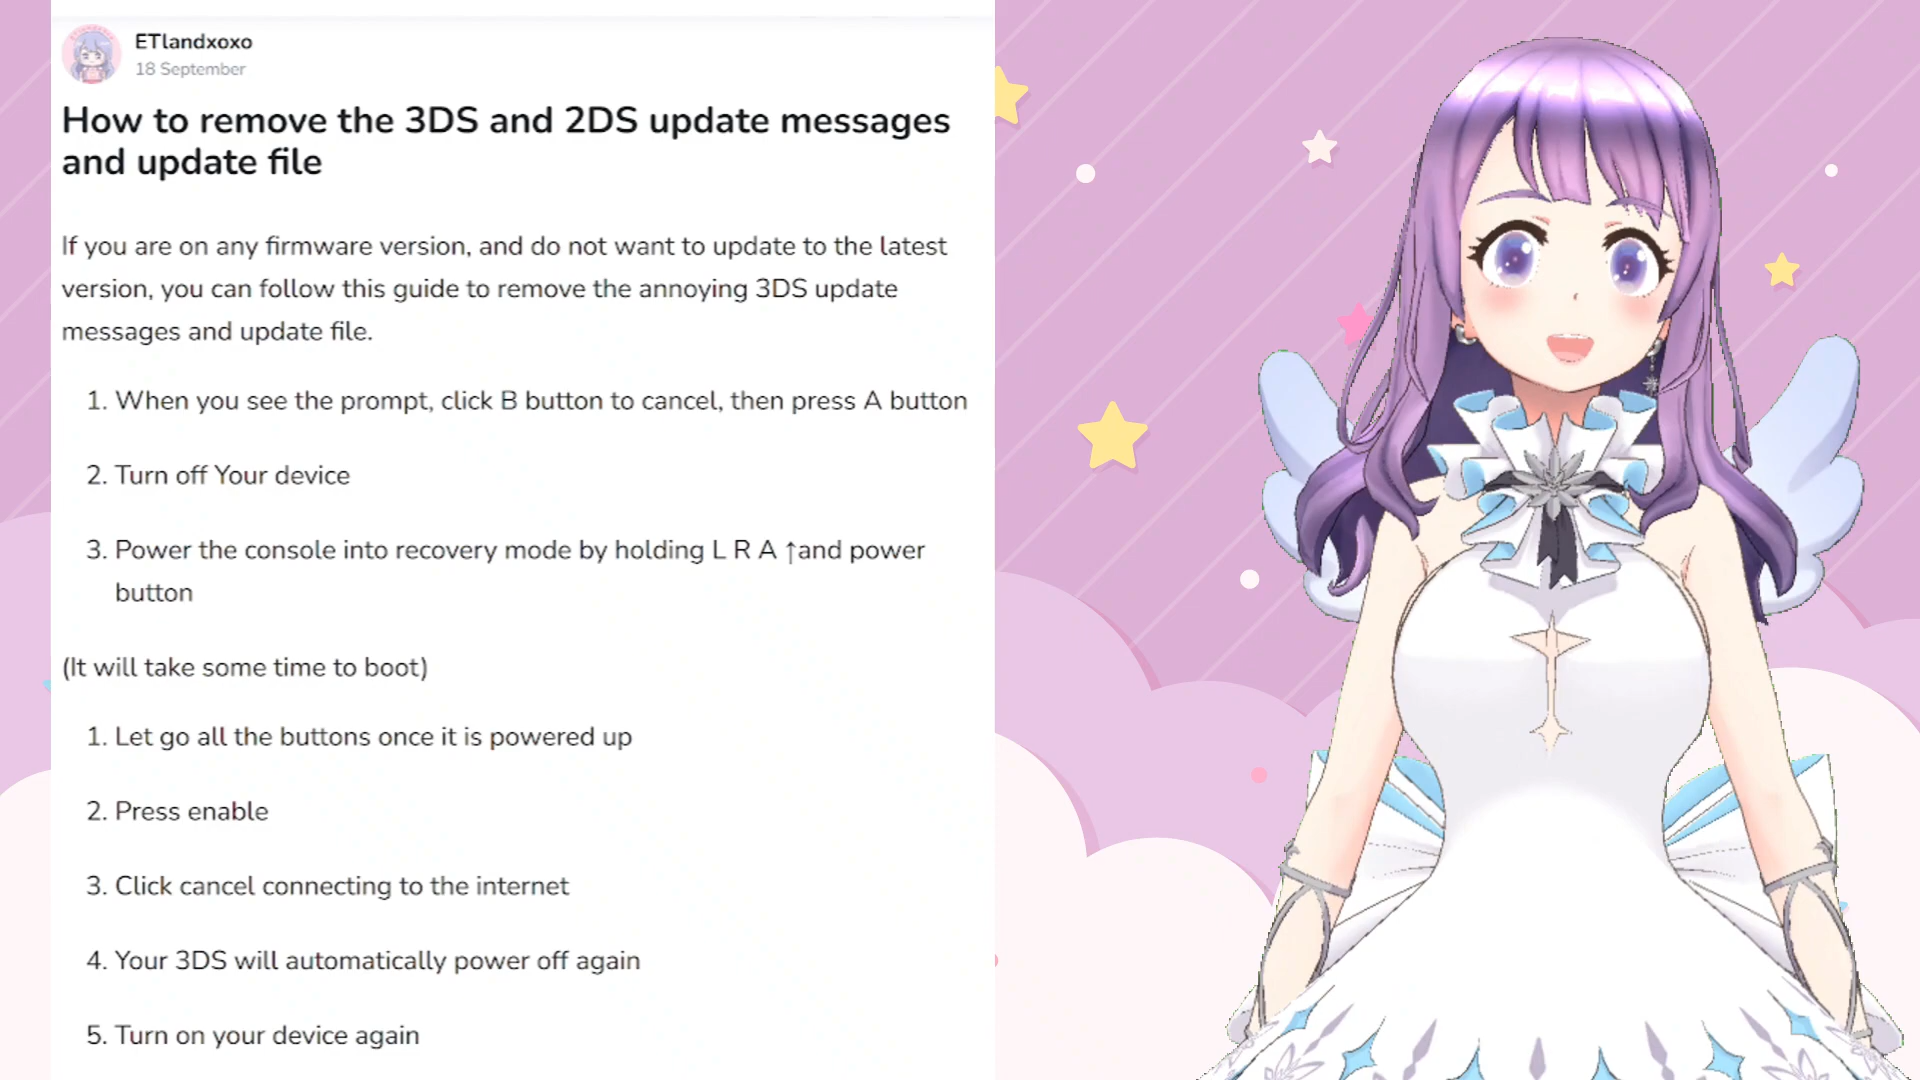 ETlandxoxo
18 September
How to remove the 3DS and 2DS update messages
and update file
If you are on any firmware version, and do not want to update to the latest
version, you can follow this guide to remove the annoying 3DS update
messages and update file.
1. When you see the prompt, click B button to cancel, then press A button
2. Turn off Your device
3. Power the console into recovery mode by holding L R A ↑and power
button
(It will take some time to boot)
1. Let go all the buttons once it is powered up
2. Press enable
3. Click cancel connecting to the internet
4. Your 3DS will automatically power off again
5. Turn on your device again